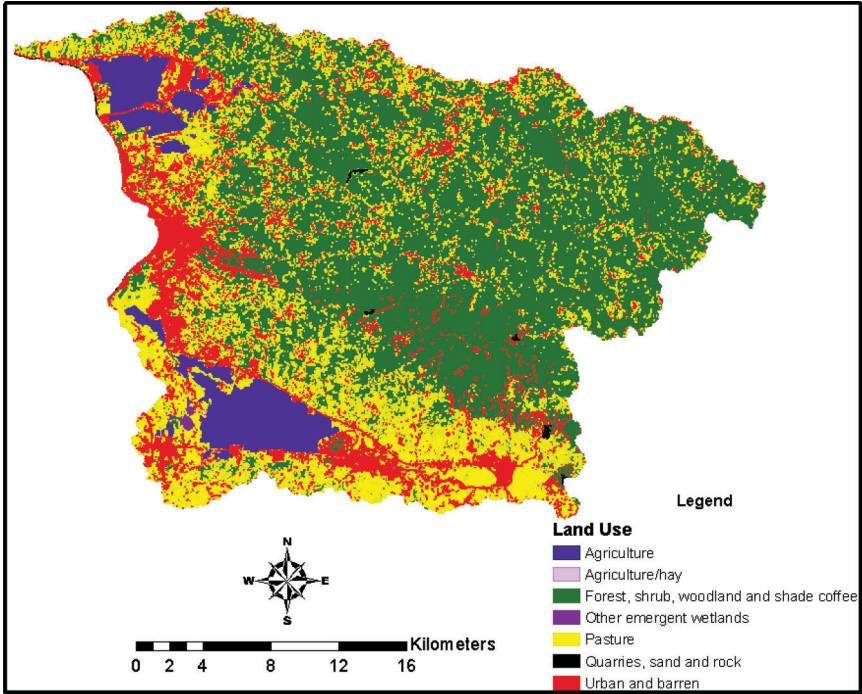 Legend
Land Use
Agriculture
Agriculture/hay
Forest, shrub, woodland and shade coffee
Other emergent wetlands
Pasture
Quarries, sand and rock
Urban and barren
N
W E
S
Kilometers
0 2 4 8 12 16